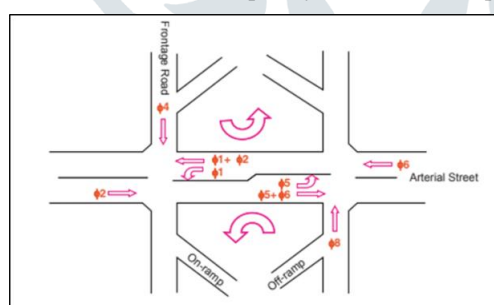 Frontage Road
ϕ4
ϕ1+ ϕ2
ϕ1
ϕ6
Arterial Street
ϕ2
ϕ5
ϕ5+ ϕ6
ϕ8
On-ramp
Off-ramp